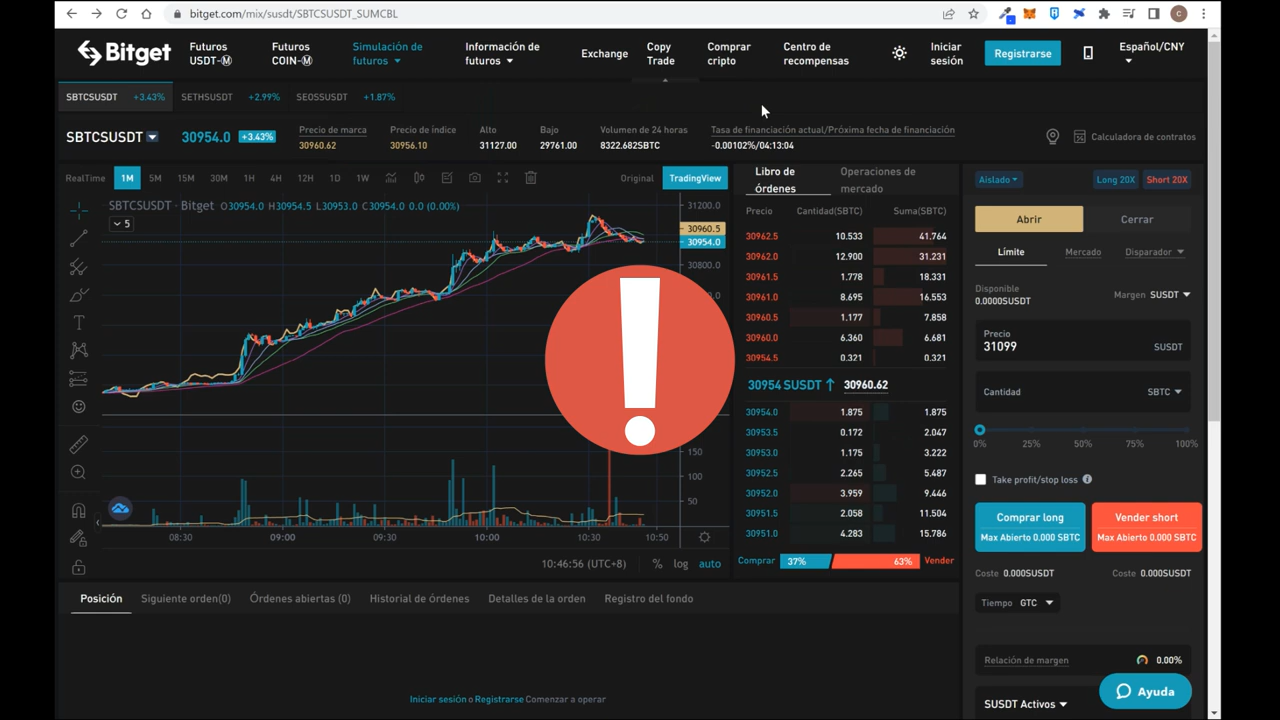 bitget.com/mix/susdt/SBTCSUSDT_SUMCBL
C
Bitget
Futuros USDT-M
Futuros COIN-M
Simulación de futuros
Información de futuros
Exchange
Copy Trade
Comprar cripto
Centro de recompensas
Iniciar sesión
Registrarse
Español/CNY
SBTCSUSDT +3.43% SETHSUSDT +2.99% SEOSSUSDT +1.87%
SBTCSUSDT 30954.0 +3.43%
Precio de marca
30960.62
Precio de índice
30956.10
Alto
31127.00
Bajo
29761.00
Volumen de 24 horas
8322.682SBTC
Tasa de financiación actual/Próxima fecha de financiación
-0.00102%/04:13:04
Calculadora de contratos
RealTime 1M 5M 15M 30M 1H 4H 12H 1D 1W Original TradingView
SBTCSUSDT · Bitget O30954.0 H30954.5 L30953.0 C30954.0 0.0 (0.00%)
5
31200.0
30960.5
30954.0
30800.0
150
100
50
08:30 09:00 09:30 10:00 10:30 10:50
10:46:56 (UTC+8) % log auto
Libro de órdenes
Operaciones de mercado
Precio Cantidad(SBTC) Suma(SBTC)
30962.5 10.533 41.764
30962.0 12.900 31.231
30961.5 1.778 18.331
30961.0 8.695 16.553
30960.5 1.177 7.858
30960.0 6.360 6.681
30954.5 0.321 0.321
30954 SUSDT ↑ 30960.62
30954.0 1.875 1.875
30953.5 0.172 2.047
30953.0 1.175 3.222
30952.5 2.265 5.487
30952.0 3.959 9.446
30951.5 2.058 11.504
30951.0 4.283 15.786
Comprar 37% 63% Vender
Aislado Long 20X Short 20X
Abrir Cerrar
Límite Mercado Disparador
Disponible
0.0000SUSDT
Margen SUSDT
Precio
31099 SUSDT
Cantidad SBTC
0% 25% 50% 75% 100%
Take profit/stop loss
Comprar long
Max Abierto 0.000 SBTC
Vender short
Max Abierto 0.000 SBTC
Coste 0.000SUSDT Coste 0.000SUSDT
Tiempo GTC
Relación de margen 0.00%
SUSDT Activos
Ayuda
Posición Siguiente orden(0) Órdenes abiertas (0) Historial de órdenes Detalles de la orden Registro del fondo
Iniciar sesión o Registrarse Comenzar a operar
!